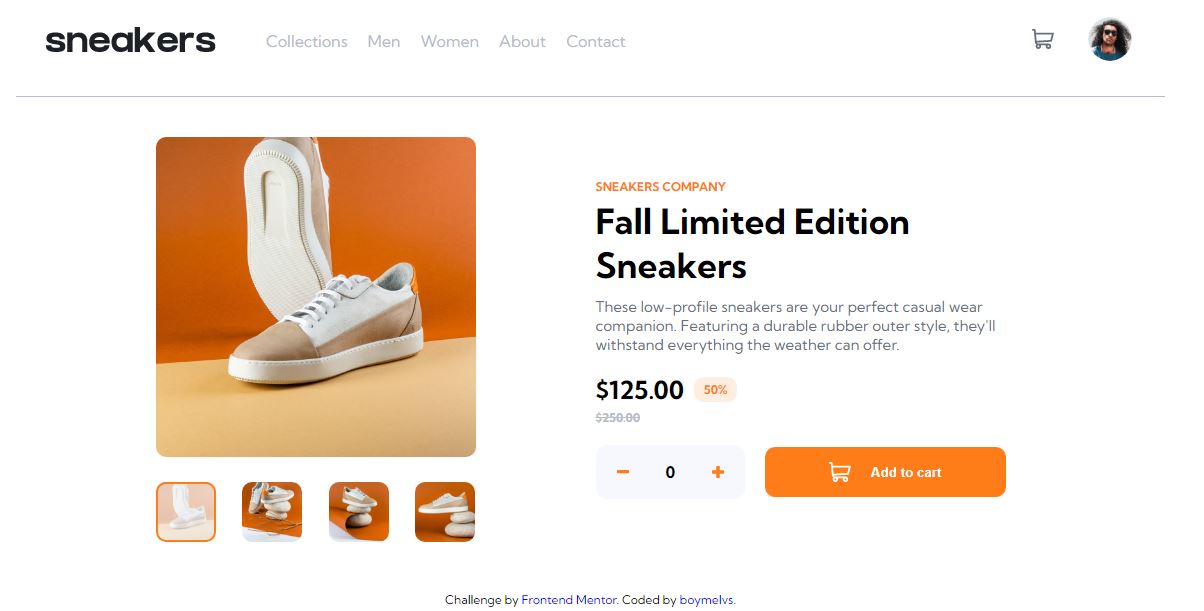 sneakers
Collections Men Women About Contact
SNEAKERS COMPANY
Fall Limited Edition
Sneakers
These low-profile sneakers are your perfect casual wear
companion. Featuring a durable rubber outer style, they'll
withstand everything the weather can offer.
$125.00 50%
$250.00
0 Add to cart
Challenge by Frontend Mentor. Coded by boymelvs.